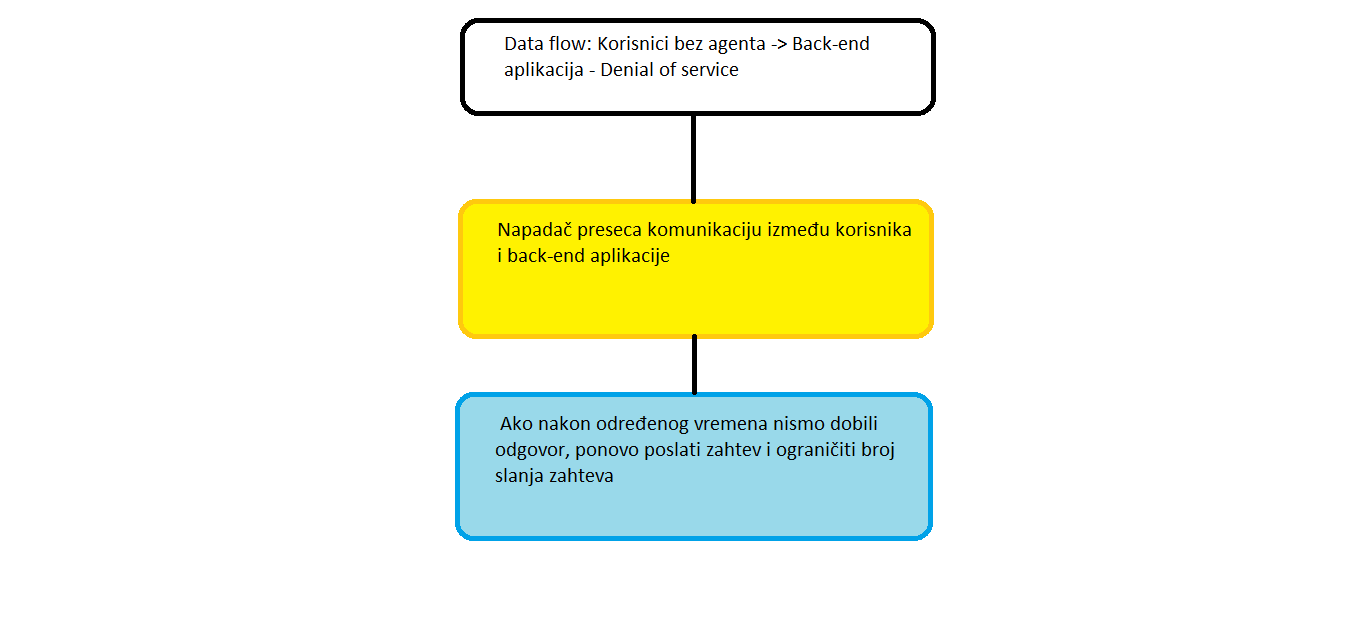 Data flow: Korisnici bez agenta -> Back-end
aplikacija - Denial of service
Napadač preseca komunikaciju između korisnika
i back-end aplikacije
Ako nakon određenog vremena nismo dobili
odgovor, ponovo poslati zahtev i ograničiti broj
slanja zahteva